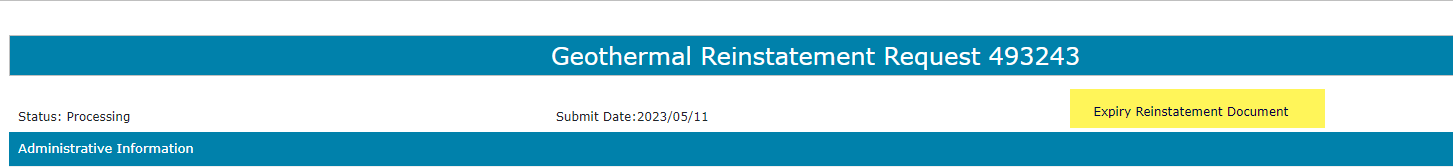 Geothermal Reinstatement Request 493243
Status: Processing
Submit Date:2023/05/11
Expiry Reinstatement Document
Administrative Information